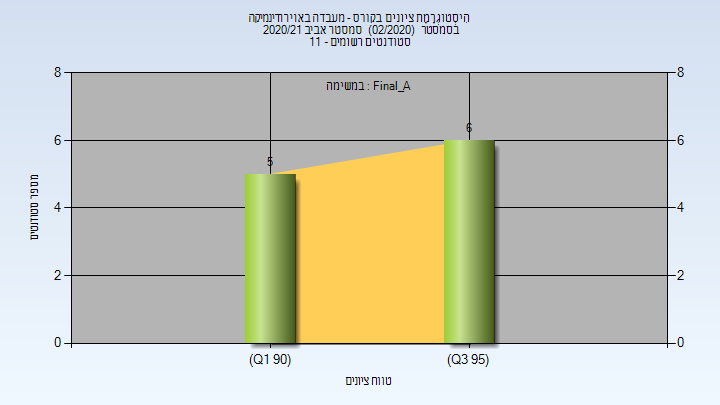 היסטוגרמת ציונים בקורס - מעבדה באוירודינמיקה
בסמסטר (02/2020) סמסטר אביב 2020/21
סטודנטים רשומים - 11
במשימה : Final_A
8 8
6 6
4 4
2 2
0 0
5
6
מספר סטודנטים
(Q1 90) (Q3 95)
טווח ציונים